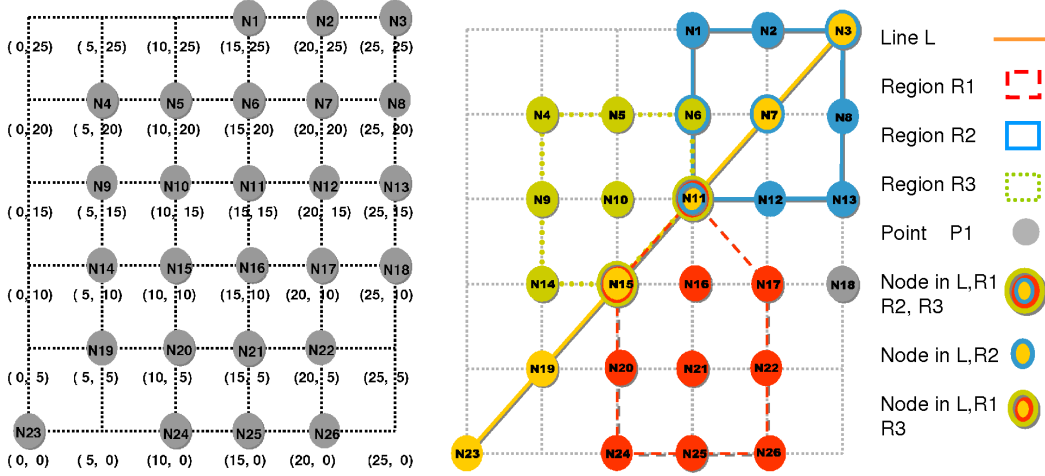 N1 N2 N3
( 0, 25) ( 5, 25) (10, 25) (15, 25) (20, 25) (25, 25)
N4 N5 N6 N7 N8
( 0, 20) ( 5, 20) (10, 20) (15, 20) (20, 20) (25, 20)
N9 N10 N11 N12 N13
( 0, 15) ( 5, 15) (10, 15) (15, 15) (20, 15) (25, 15)
N14 N15 N16 N17 N18
( 0, 10) ( 5, 10) (10, 10) (15, 10) (20, 10) (25, 10)
N19 N20 N21 N22
( 0, 5) ( 5, 5) (10, 5) (15, 5) (20, 5) (25, 5)
N23 N24 N25 N26
( 0, 0) ( 5, 0) (10, 0) (15, 0) (20, 0) (25, 0)
N1 N2 N3
N4 N5 N6 N7 N8
N9 N10 N11 N12 N13
N14 N15 N16 N17 N18
N19 N20 N21 N22
N23 N24 N25 N26
Line L
Region R1
Region R2
Region R3
Point P1
Node in L,R1
R2, R3
Node in L,R2
Node in L,R1
R3